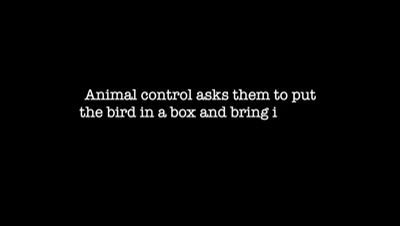 Animal control asks them to put
the bird in a box and bring i